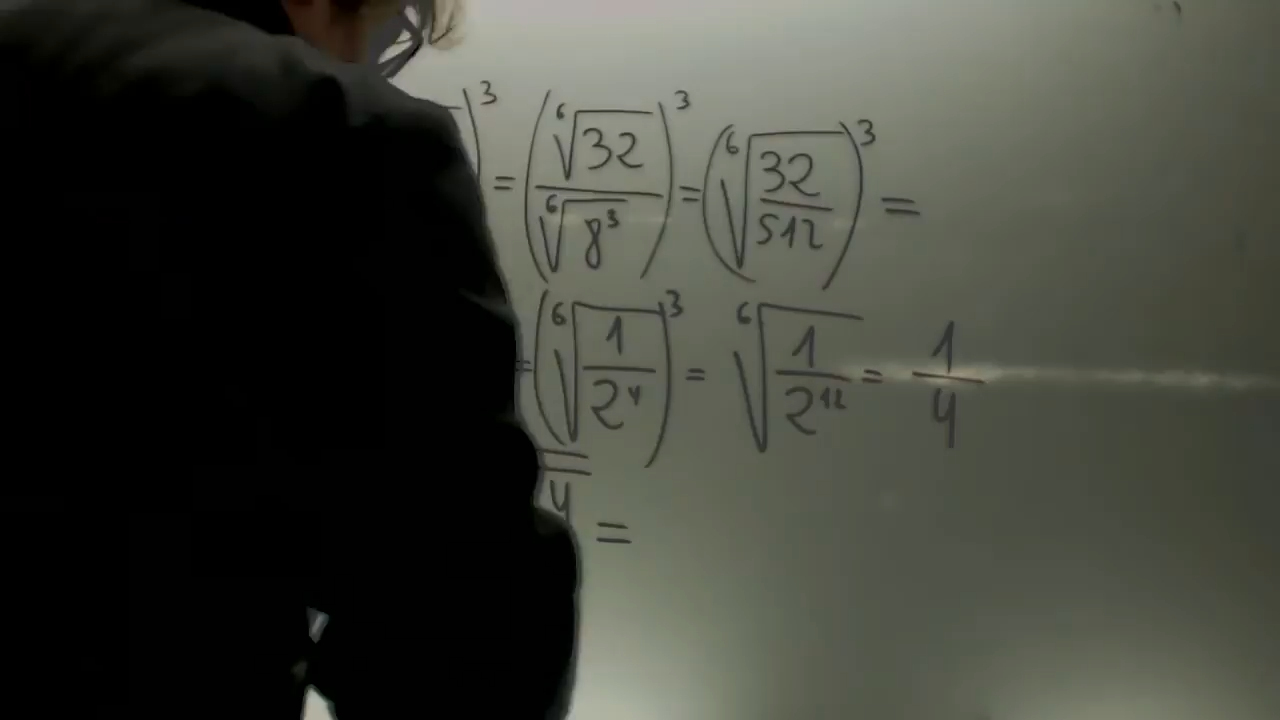 )³ = (⁶√32 / ⁶√8³)³ = (⁶√(32/512))³ =
= (⁶√(1/2⁴))³ = ⁶√(1/2¹²) = 1/4
4 =